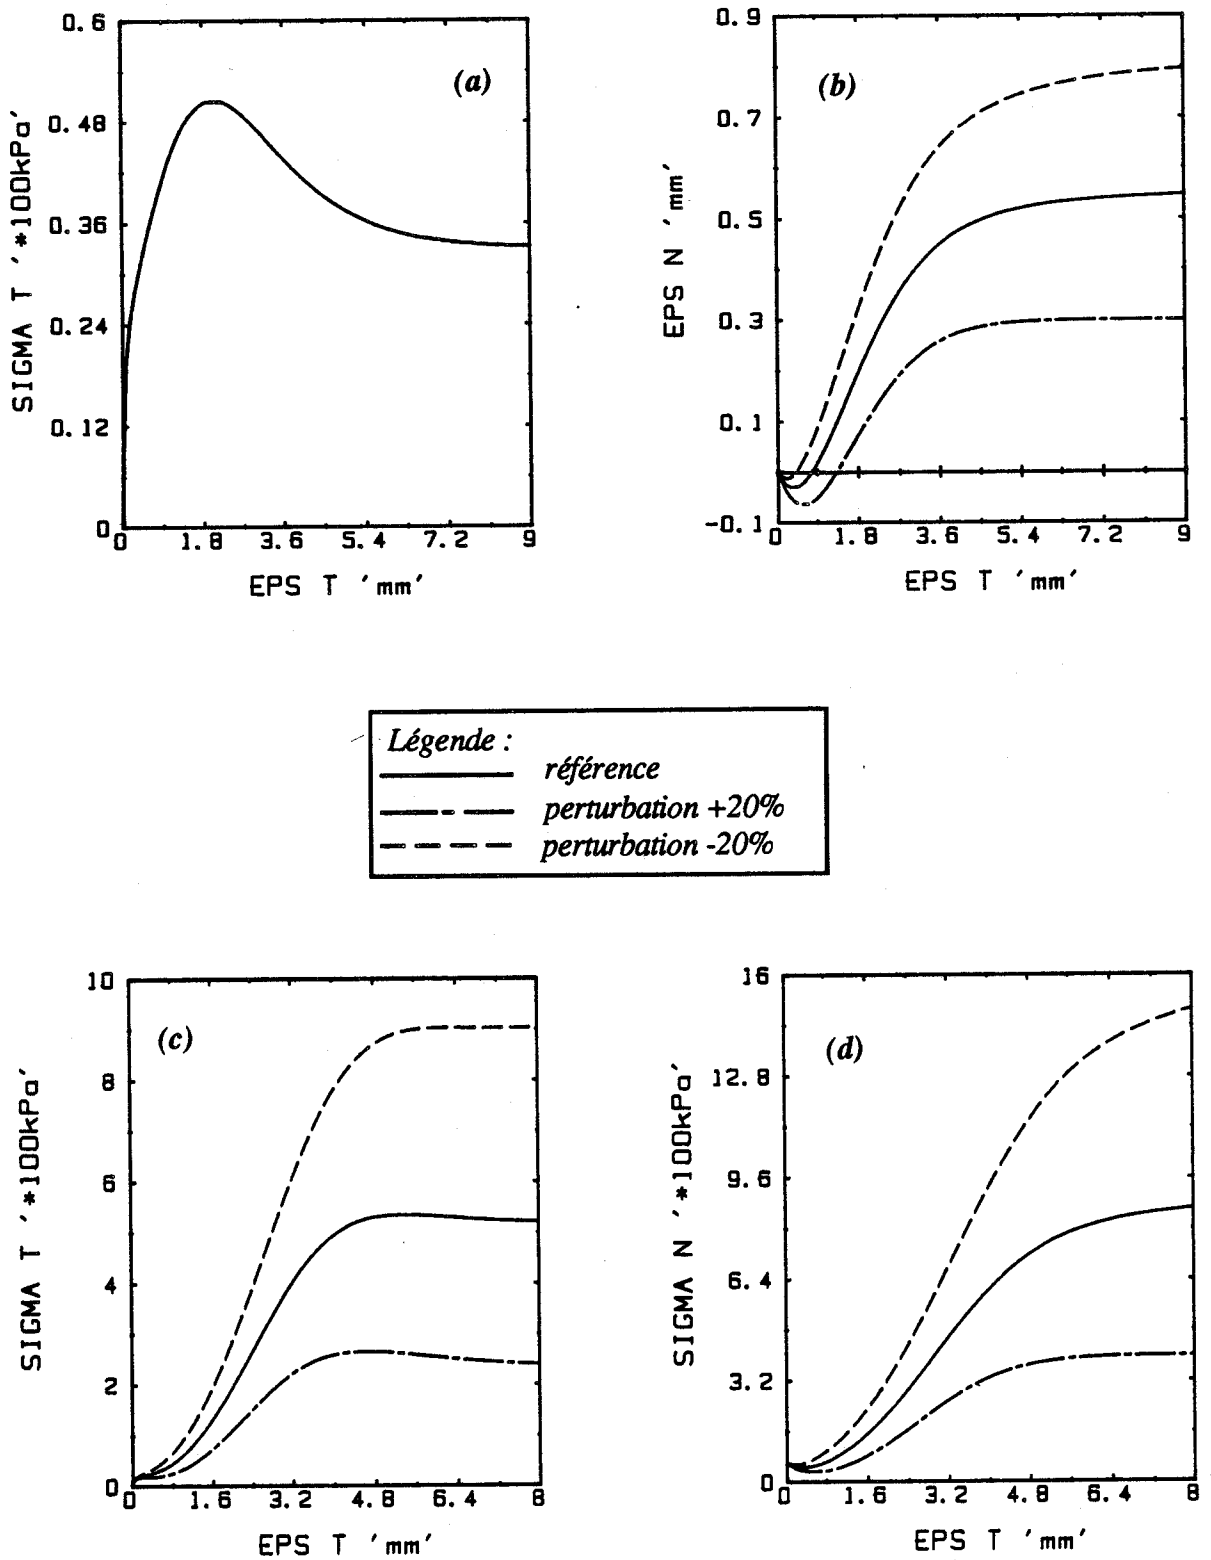 (a)
SIGMA T '*100kPa'
0.6
0.48
0.36
0.24
0.12
0
0 1.8 3.6 5.4 7.2 9
EPS T 'mm'
(b)
EPS N 'mm'
0.9
0.7
0.5
0.3
0.1
-0.1
0 1.8 3.6 5.4 7.2 9
EPS T 'mm'
Légende :
référence
perturbation +20%
perturbation -20%
(c)
SIGMA T '*100kPa'
10
8
6
4
2
0
0 1.6 3.2 4.8 6.4 8
EPS T 'mm'
(d)
SIGMA N '*100kPa'
16
12.8
9.6
6.4
3.2
0
0 1.6 3.2 4.8 6.4 8
EPS T 'mm'